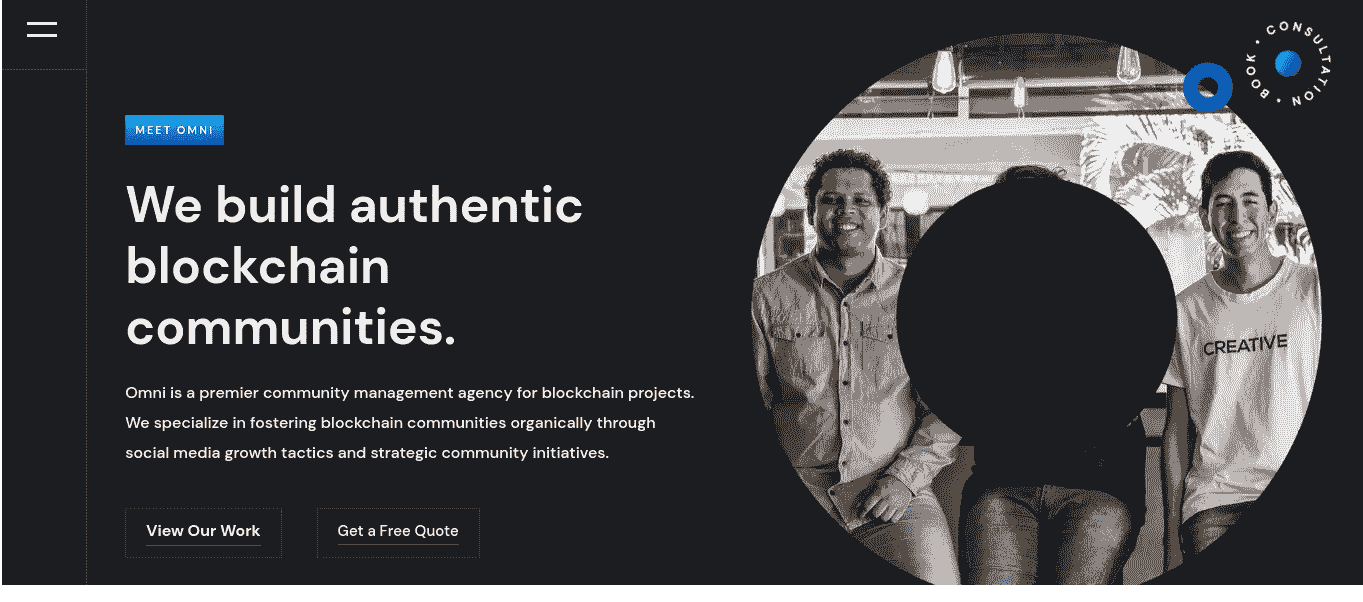 BOOK • CONSULTATION •
MEET OMNI
We build authentic
blockchain
communities.
Omni is a premier community management agency for blockchain projects.
We specialize in fostering blockchain communities organically through
social media growth tactics and strategic community initiatives.
View Our Work
Get a Free Quote
CREATIVE